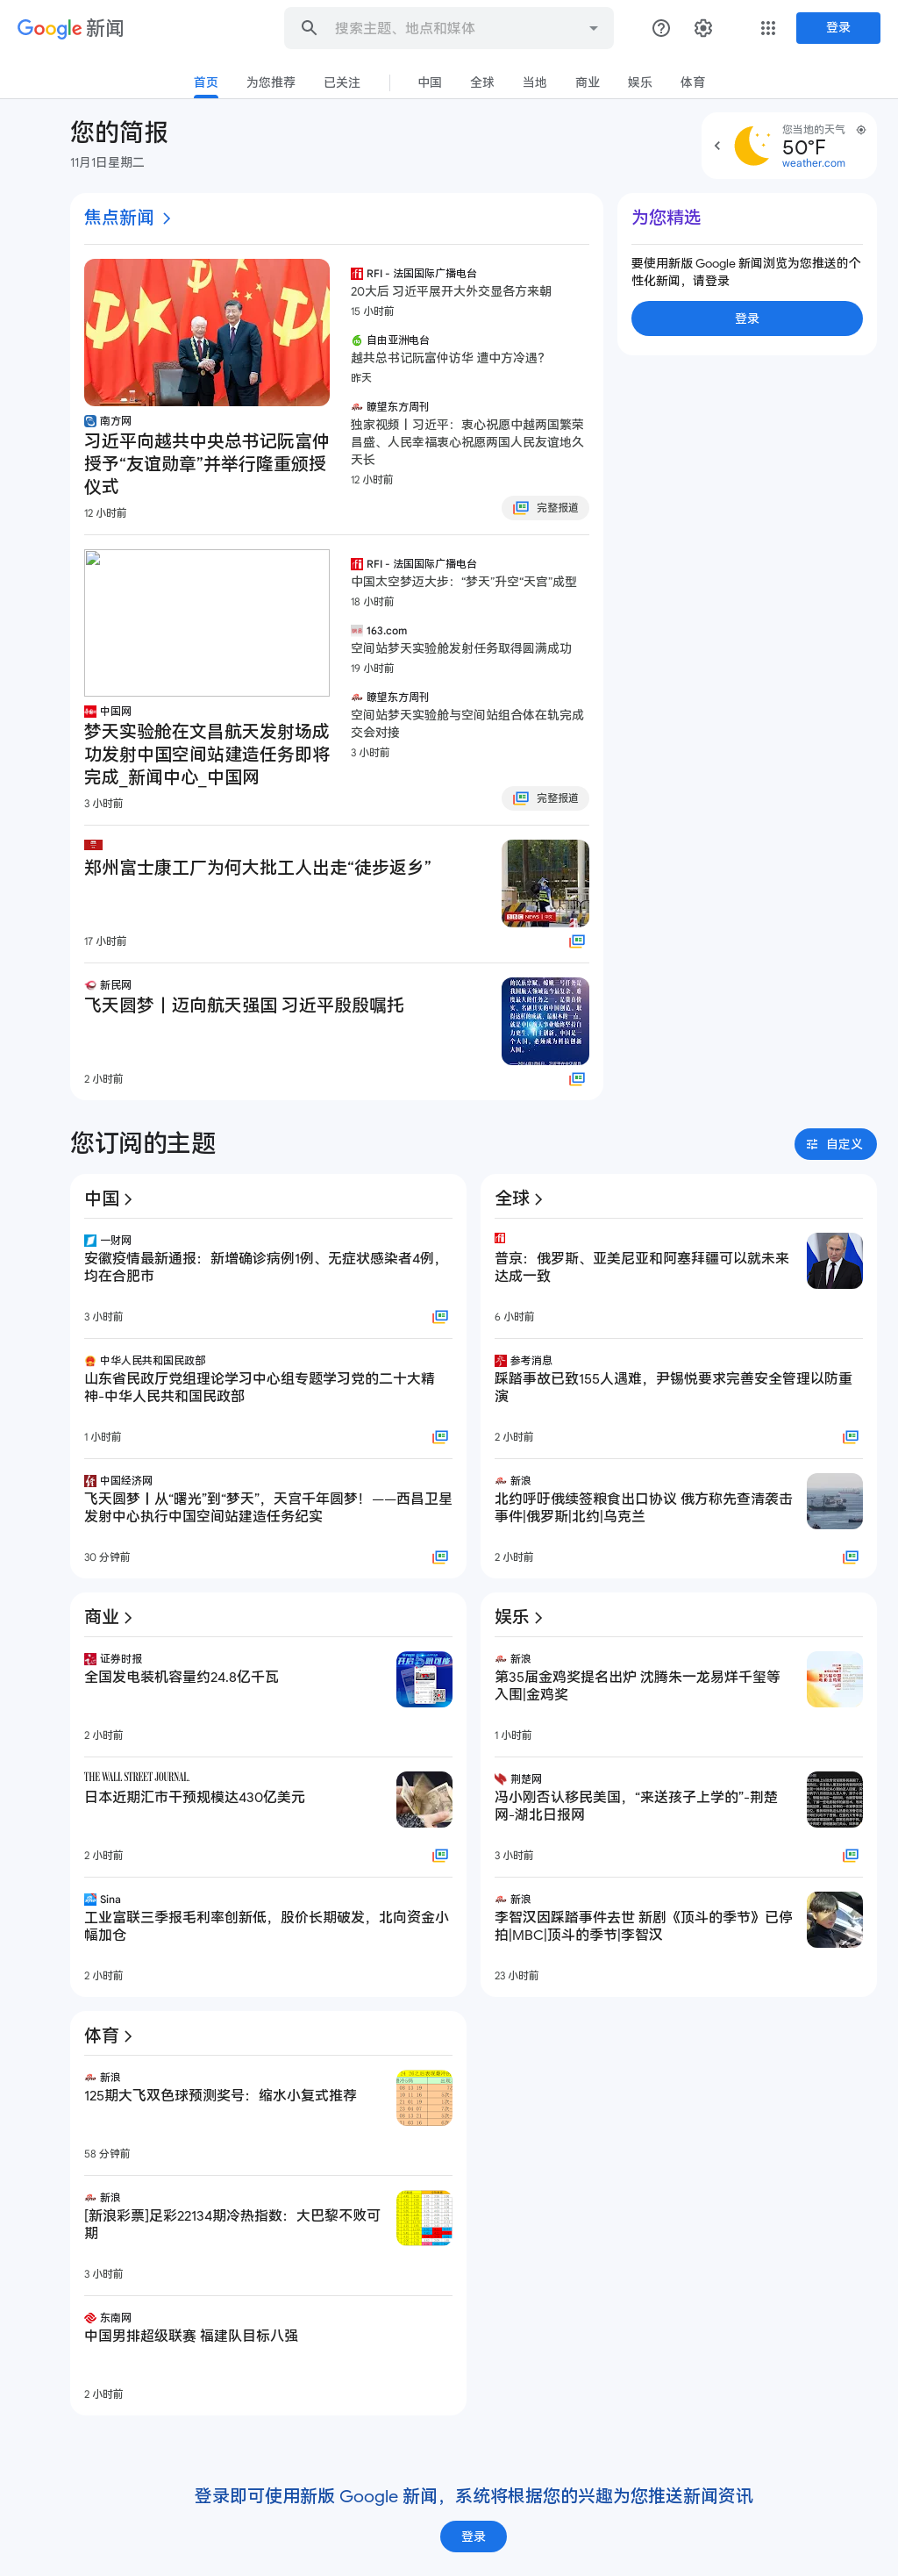 Google 新闻
搜索主题、地点和媒体
登录
首页
为您推荐
已关注
中国
全球
当地
商业
娱乐
体育
您的简报
11月1日星期二
您当地的天气
50°F
weather.com
焦点新闻
南方网
习近平向越共中央总书记阮富仲
授予“友谊勋章”并举行隆重颁授
仪式
12 小时前
RFI - 法国国际广播电台
20大后 习近平展开大外交显各方来朝
15 小时前
自由亚洲电台
越共总书记阮富仲访华 遭中方冷遇？
昨天
瞭望东方周刊
独家视频丨习近平：衷心祝愿中越两国繁荣
昌盛、人民幸福衷心祝愿两国人民友谊地久
天长
12 小时前
完整报道
为您精选
要使用新版 Google 新闻浏览为您推送的个
性化新闻，请登录
登录
中国网
梦天实验舱在文昌航天发射场成
功发射中国空间站建造任务即将
完成_新闻中心_中国网
3 小时前
RFI - 法国国际广播电台
中国太空梦迈大步：“梦天”升空“天宫”成型
18 小时前
163.com
空间站梦天实验舱发射任务取得圆满成功
19 小时前
瞭望东方周刊
空间站梦天实验舱与空间站组合体在轨完成
交会对接
3 小时前
完整报道
郑州富士康工厂为何大批工人出走“徒步返乡”
BBC NEWS 中文
17 小时前
新民网
飞天圆梦丨迈向航天强国 习近平殷殷嘱托
2 小时前
您订阅的主题
自定义
中国
一财网
安徽疫情最新通报：新增确诊病例1例、无症状感染者4例，
均在合肥市
3 小时前
中华人民共和国民政部
山东省民政厅党组理论学习中心组专题学习党的二十大精
神-中华人民共和国民政部
1 小时前
中国经济网
飞天圆梦丨从“曙光”到“梦天”，天宫千年圆梦！——西昌卫星
发射中心执行中国空间站建造任务纪实
30 分钟前
全球
普京：俄罗斯、亚美尼亚和阿塞拜疆可以就未来
达成一致
6 小时前
参考消息
踩踏事故已致155人遇难，尹锡悦要求完善安全管理以防重
演
2 小时前
新浪
北约呼吁俄续签粮食出口协议 俄方称先查清袭击
事件|俄罗斯|北约|乌克兰
2 小时前
商业
证券时报
全国发电装机容量约24.8亿千瓦
2 小时前
THE WALL STREET JOURNAL.
日本近期汇市干预规模达430亿美元
2 小时前
Sina
工业富联三季报毛利率创新低，股价长期破发，北向资金小
幅加仓
2 小时前
娱乐
新浪
第35届金鸡奖提名出炉 沈腾朱一龙易烊千玺等
入围|金鸡奖
1 小时前
荆楚网
冯小刚否认移民美国，“来送孩子上学的”-荆楚
网-湖北日报网
3 小时前
新浪
李智汉因踩踏事件去世 新剧《顶斗的季节》已停
拍|MBC|顶斗的季节|李智汉
23 小时前
体育
新浪
125期大飞双色球预测奖号：缩水小复式推荐
58 分钟前
新浪
[新浪彩票]足彩22134期冷热指数：大巴黎不败可
期
3 小时前
东南网
中国男排超级联赛 福建队目标八强
2 小时前
登录即可使用新版 Google 新闻，系统将根据您的兴趣为您推送新闻资讯
登录